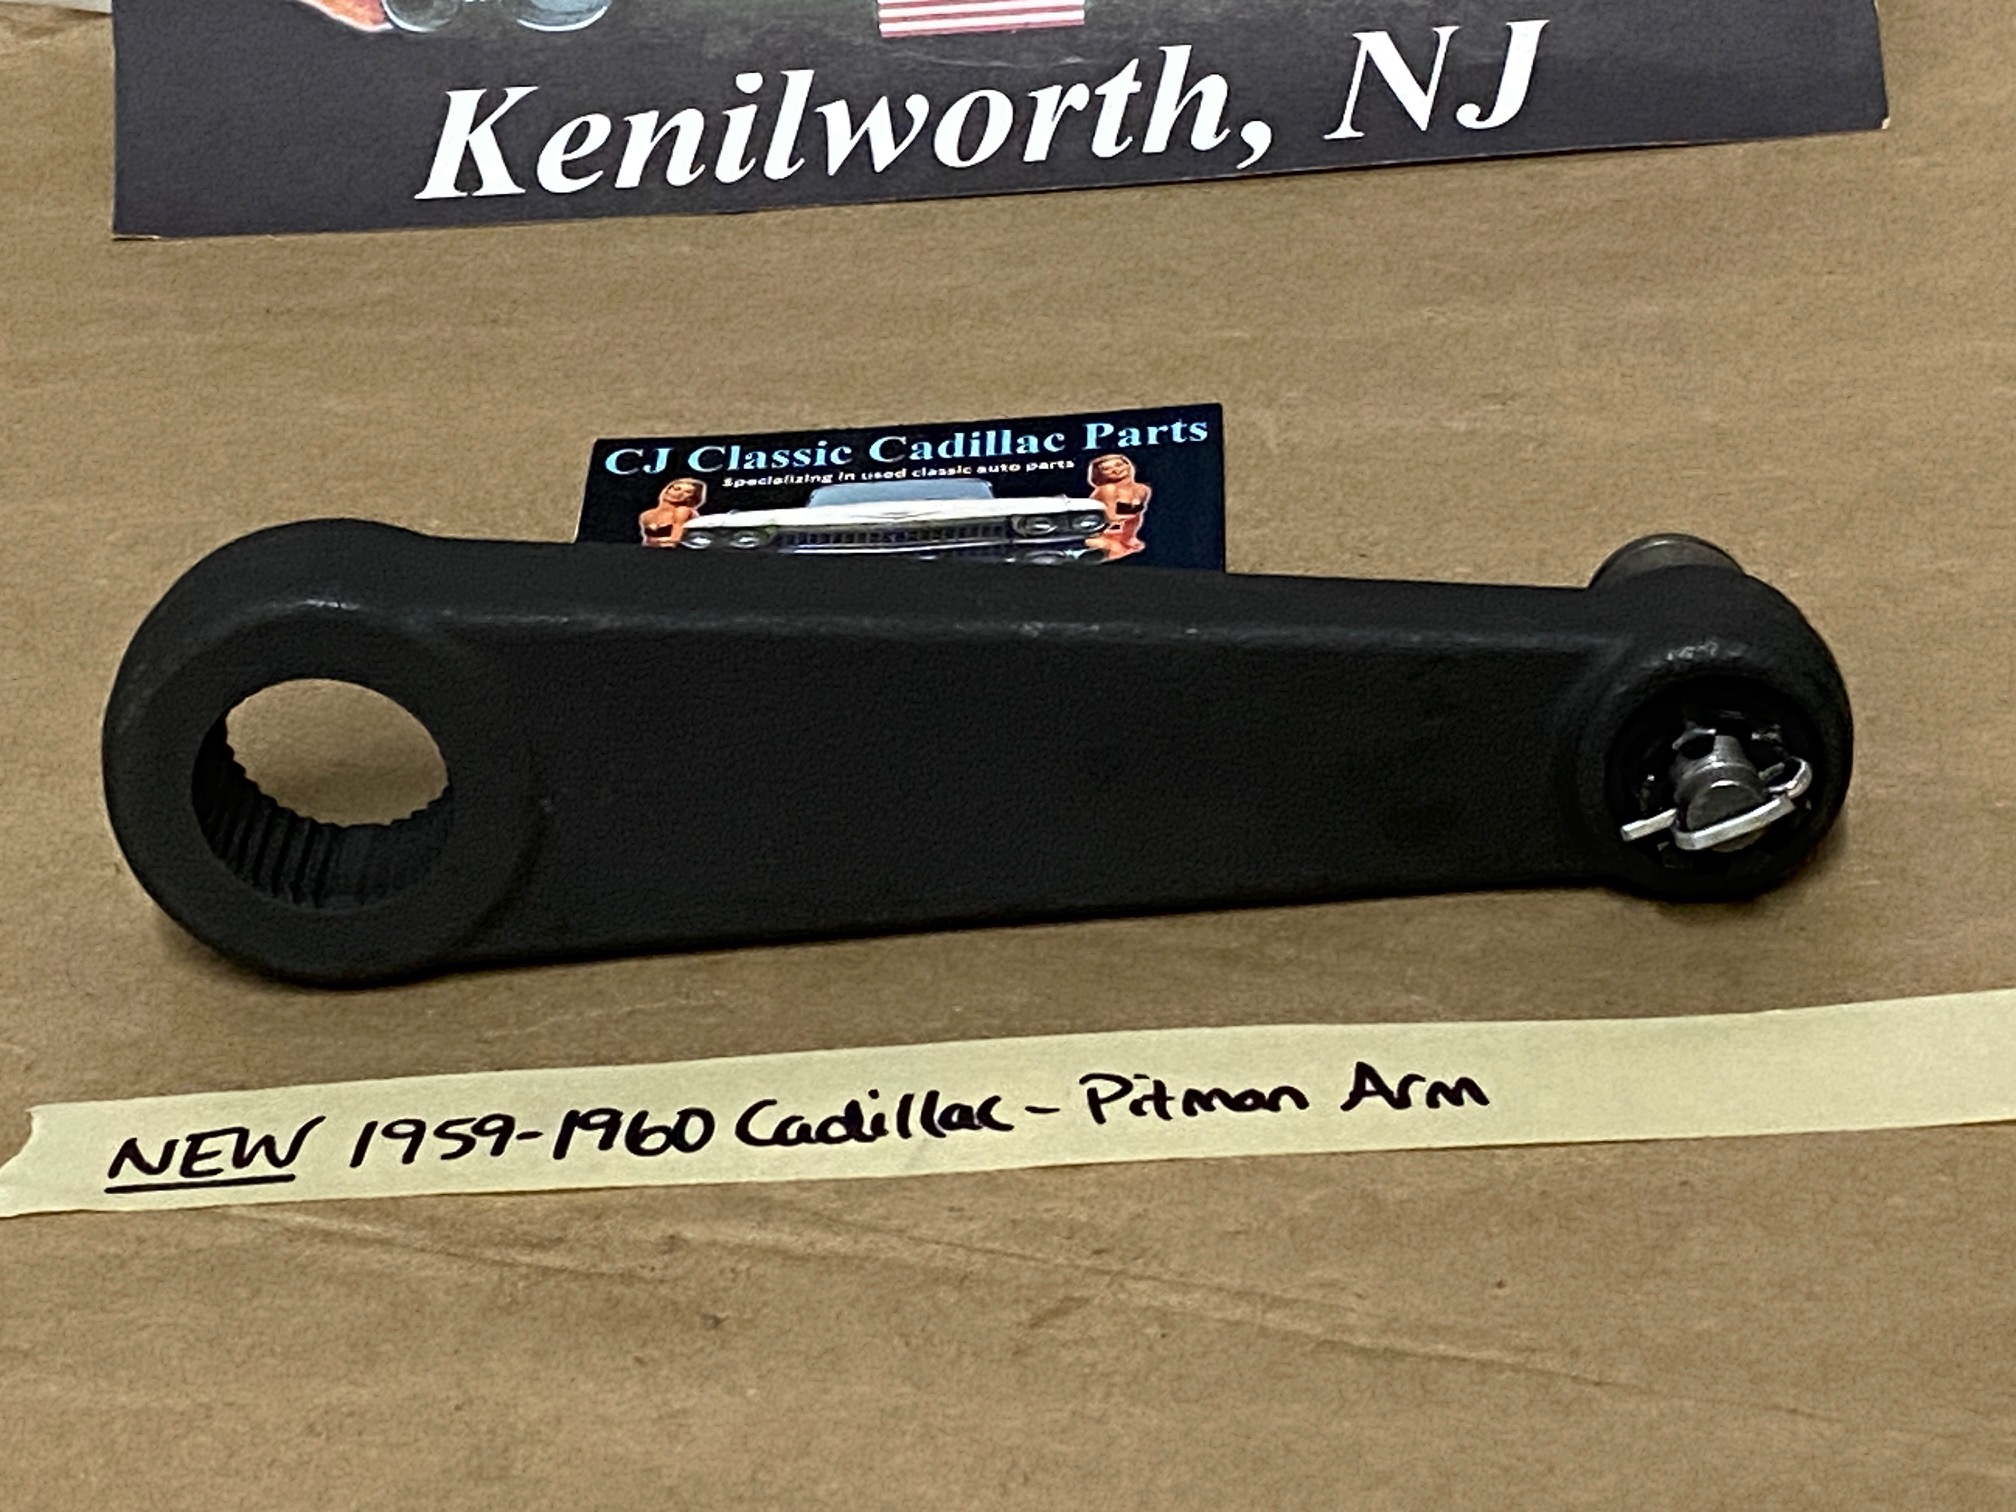 Kenilworth, NJ
CJ Classic Cadillac Parts
Specializing in used classic auto parts
NEW 1959-1960 Cadillac - Pitman Arm